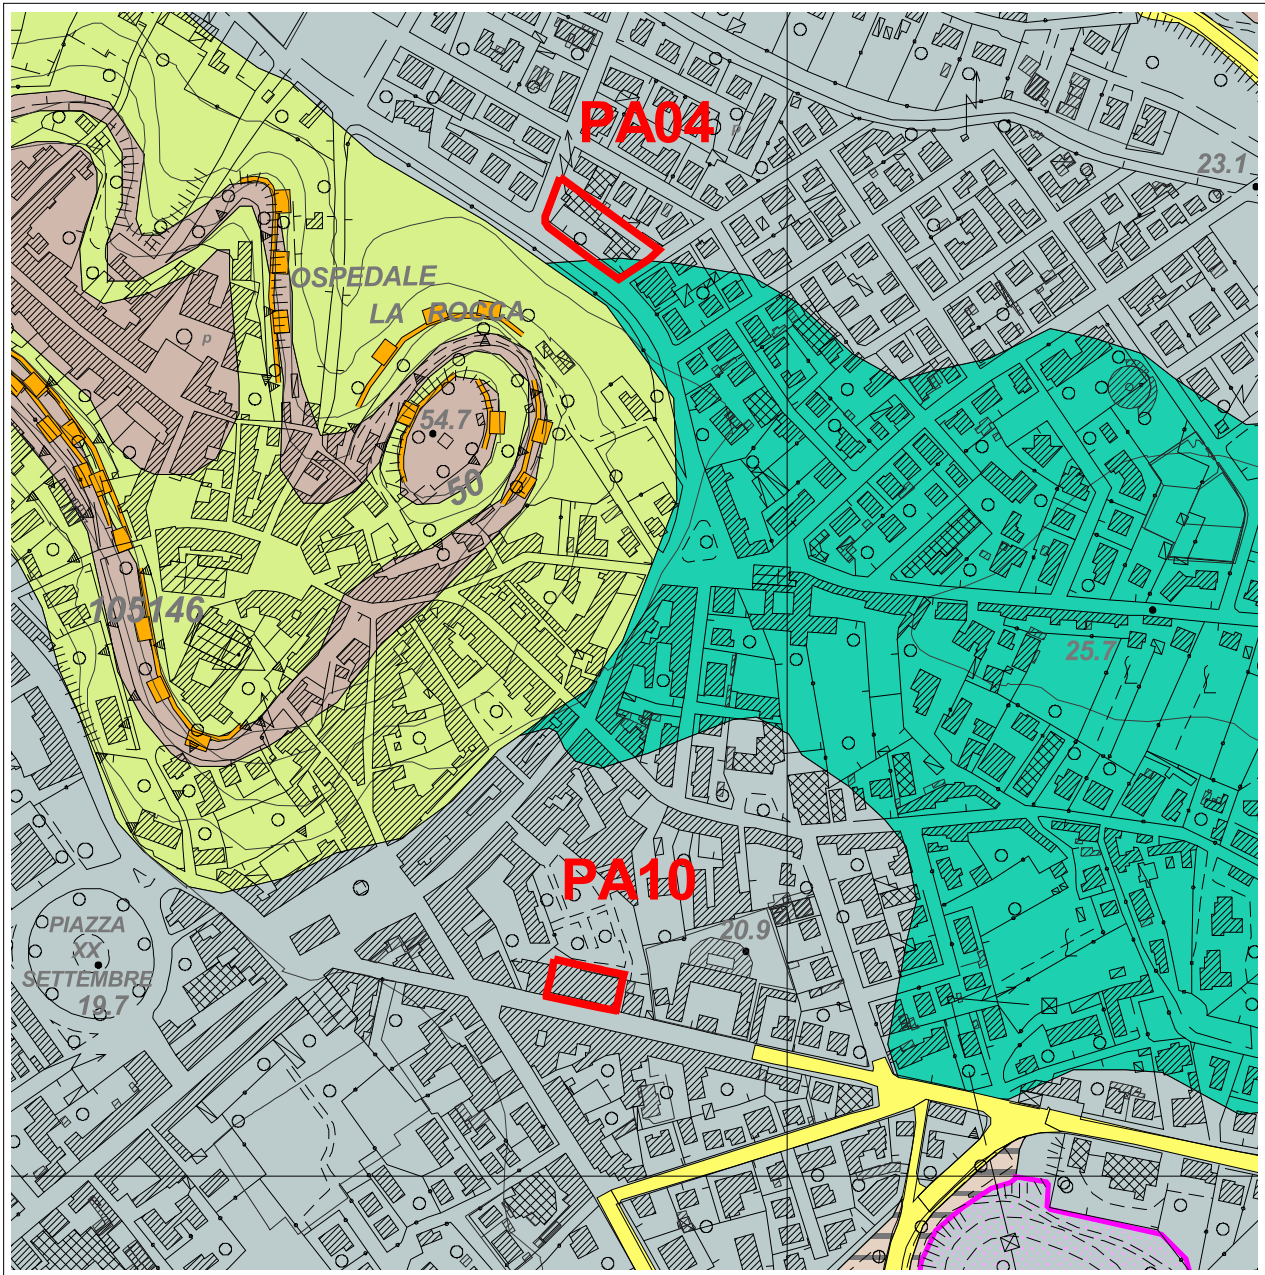 PA04
p
23.1
OSPEDALE
LA ROCCA
p
54.7
50
105146
25.7
PA10
PIAZZA
XX
SETTEMBRE
19.7
20.9